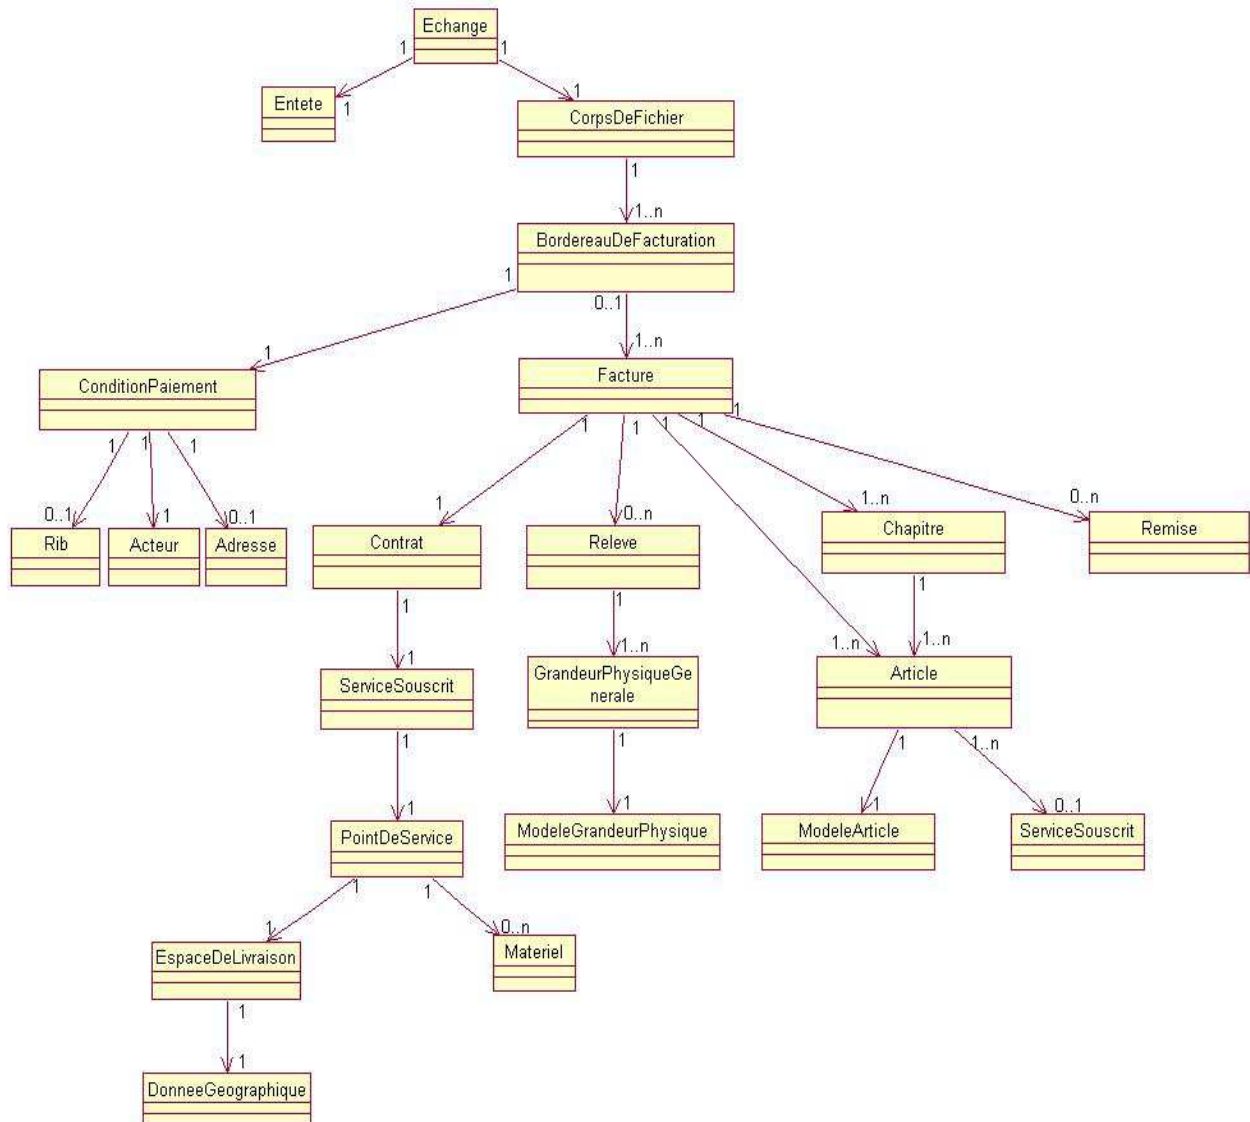 Echange
1
1
1
1
Entete
CorpsDeFichier
1
1..n
BordereauDeFacturation
1
0..1
1
1..n
ConditionPaiement
Facture
1
1
1
1
1
1
1
1
0..1
1
0..1
1
0..n
1..n
0..n
Rib
Acteur
Adresse
Contrat
Releve
Chapitre
Remise
1
1
1
1
1..n
1..n
1..n
ServiceSouscrit
GrandeurPhysiqueGe
nerale
Article
1
1
1
1..n
1
1
1
0..1
PointDeService
ModeleGrandeurPhysique
ModeleArticle
ServiceSouscrit
1
1
1
0..n
EspaceDeLivraison
Materiel
1
1
DonneeGeographique